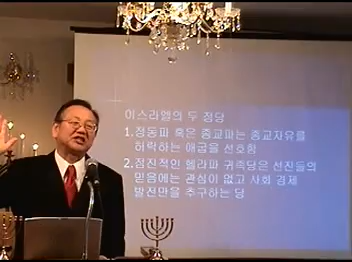 이스라엘의 두 정당
1.정통파 혹은 종교파는 종교자유를
허락하는 애굽을 선호함
2.점진적인 헬라파 귀족당은 선진들의
믿음에는 관심이 없고 사회 경제
발전만을 추구하는 당